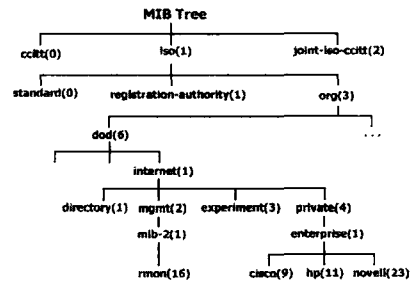 MIB Tree
ccitt(0) iso(1) joint-iso-ccitt(2)
standard(0) registration-authority(1) org(3)
dod(6) ...
internet(1)
directory(1) mgmt(2) experiment(3) private(4)
mib-2(1) enterprise(1)
rmon(16) cisco(9) hp(11) novell(23)